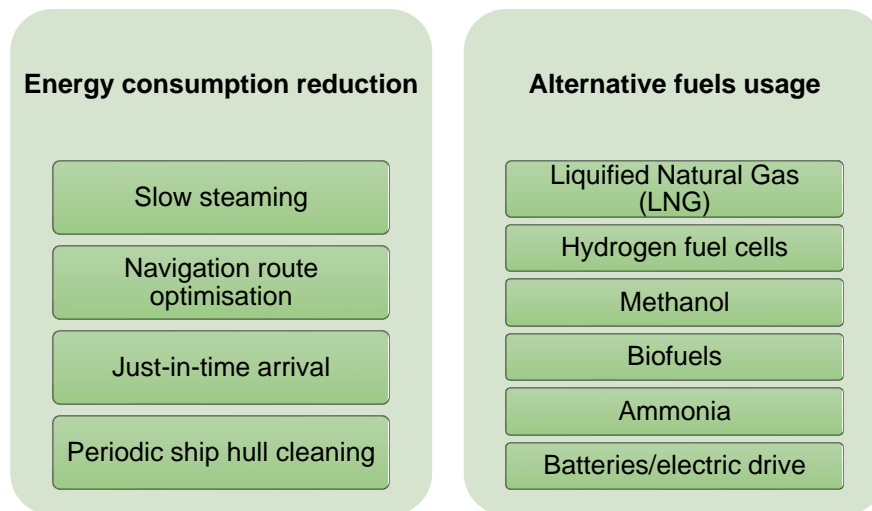 Energy consumption reduction
Slow steaming
Navigation route
optimisation
Just-in-time arrival
Periodic ship hull cleaning
Alternative fuels usage
Liquified Natural Gas
(LNG)
Hydrogen fuel cells
Methanol
Biofuels
Ammonia
Batteries/electric drive